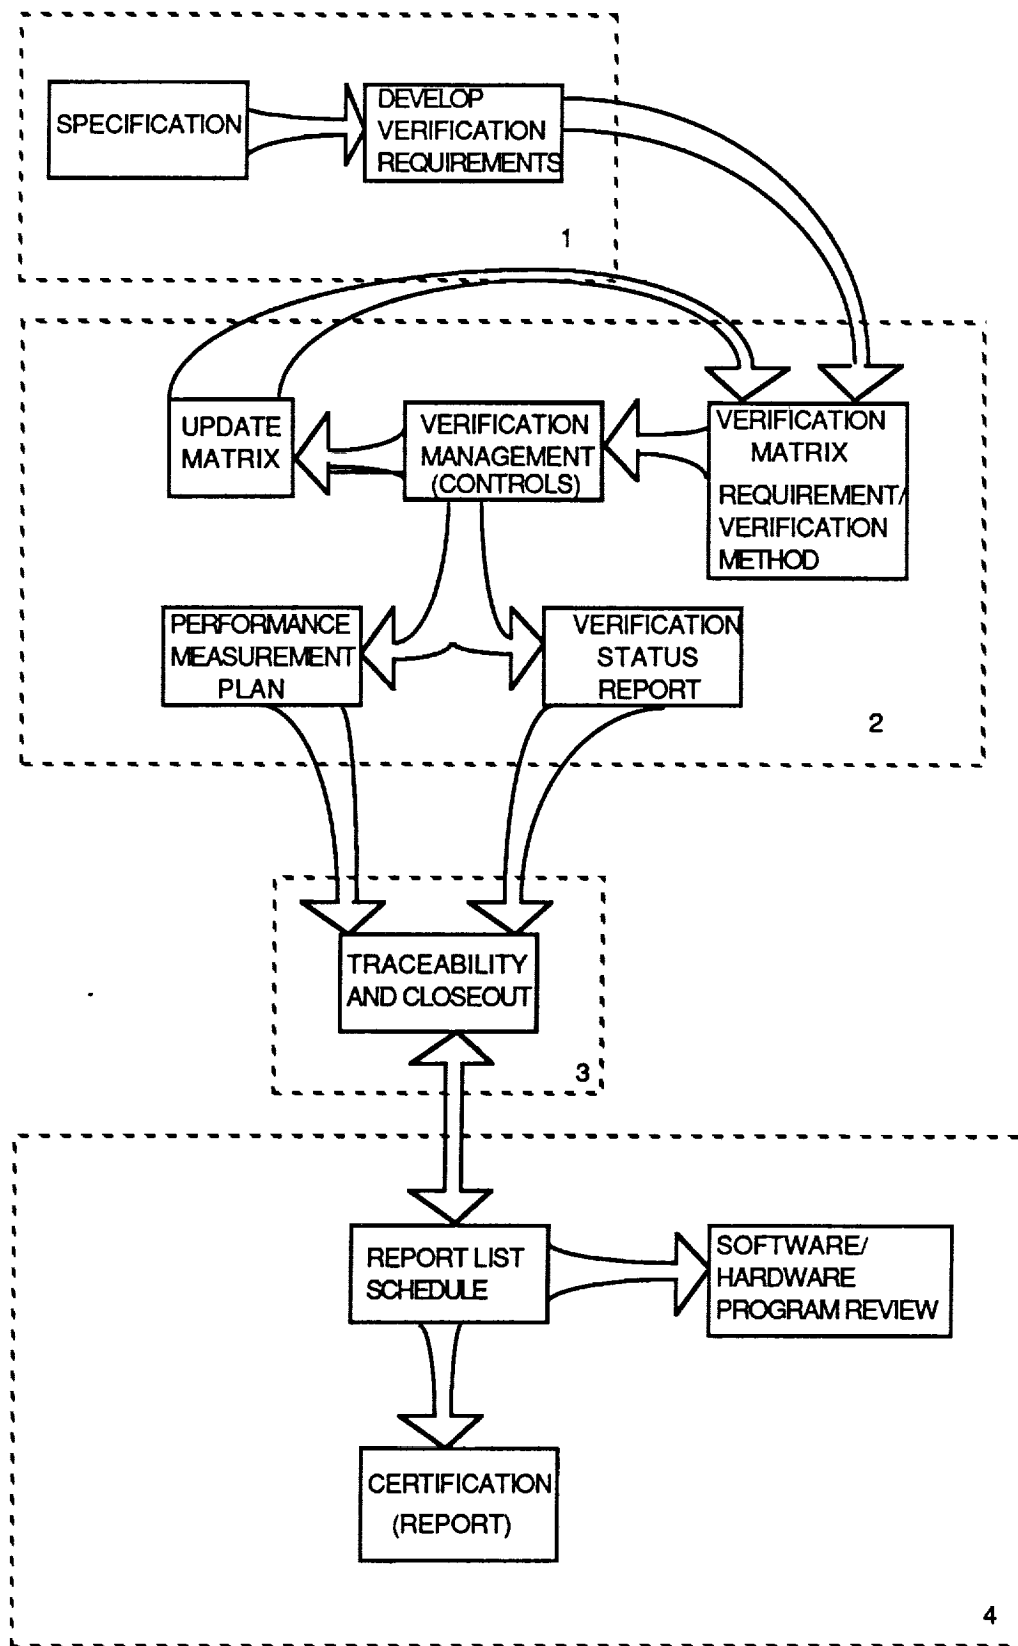 SPECIFICATION
DEVELOP
VERIFICATION
REQUIREMENTS
1
UPDATE
MATRIX
VERIFICATION
MANAGEMENT
(CONTROLS)
VERIFICATION
MATRIX
REQUIREMENT/
VERIFICATION
METHOD
PERFORMANCE
MEASUREMENT
PLAN
VERIFICATION
STATUS
REPORT
2
TRACEABILITY
AND CLOSEOUT
3
REPORT LIST
SCHEDULE
SOFTWARE/
HARDWARE
PROGRAM REVIEW
CERTIFICATION
(REPORT)
4